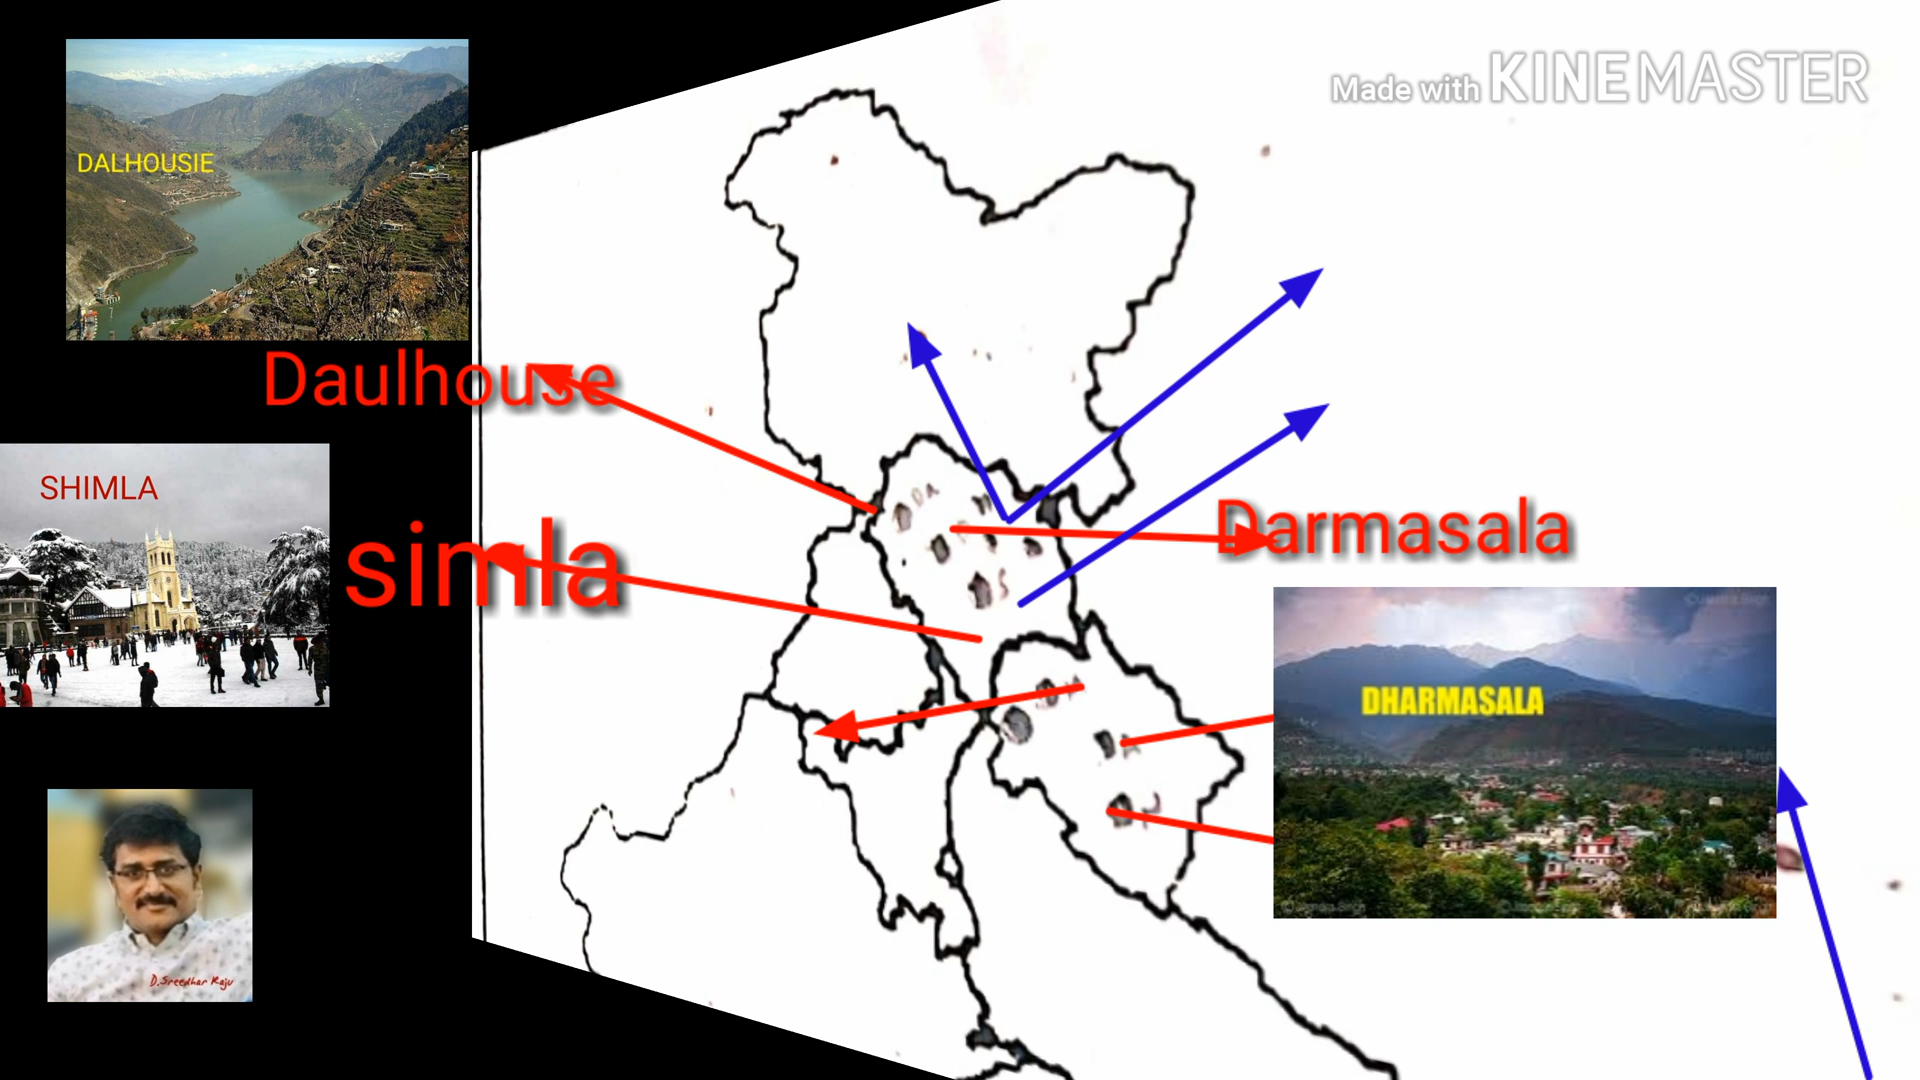 Made with KINEMASTER
DALHOUSIE
Daulhouse
SHIMLA
simla
Darmasala
DHARMASALA
D.Sreedhar Raju